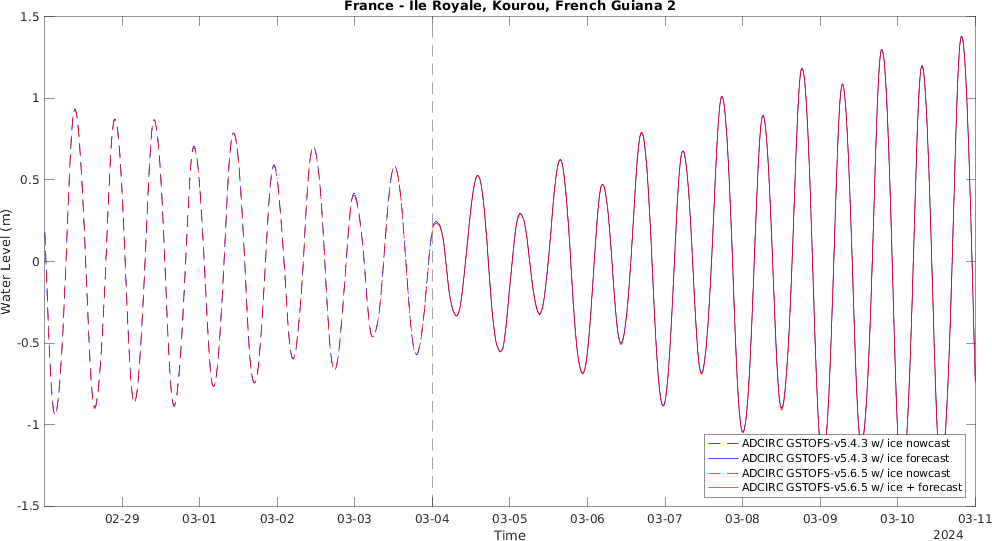 France - Ile Royale, Kourou, French Guiana 2
1.5
1
0.5
0
-0.5
-1
-1.5
Water Level (m)
02-29 03-01 03-02 03-03 03-04 03-05 03-06 03-07 03-08 03-09 03-10 03-11
Time
2024
ADCIRC GSTOFS-v5.4.3 w/ ice nowcast
ADCIRC GSTOFS-v5.4.3 w/ ice forecast
ADCIRC GSTOFS-v5.6.5 w/ ice nowcast
ADCIRC GSTOFS-v5.6.5 w/ ice + forecast